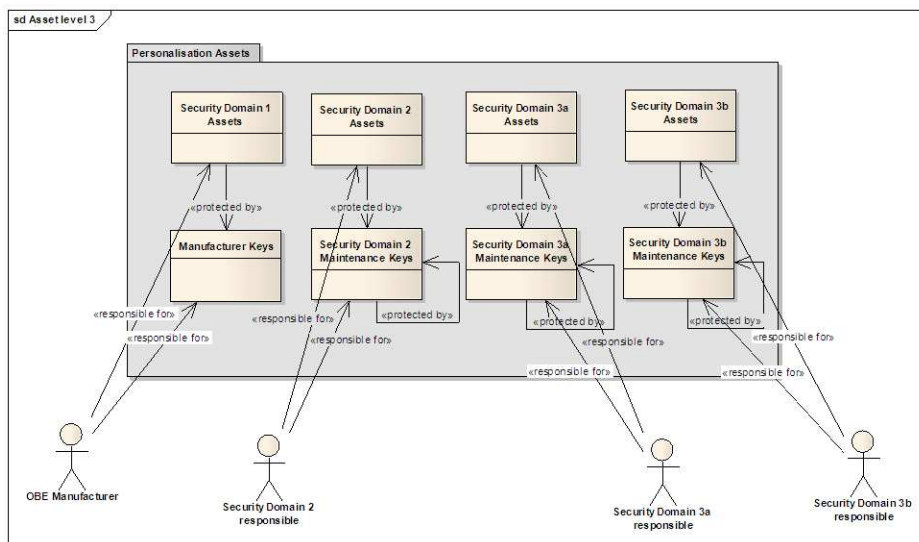 sd Asset level 3
Personalisation Assets
Security Domain 1
Assets
Security Domain 2
Assets
Security Domain 3a
Assets
Security Domain 3b
Assets
«protected by»
«protected by»
«protected by»
«protected by»
Manufacturer Keys
Security Domain 2
Maintenance Keys
Security Domain 3a
Maintenance Keys
Security Domain 3b
Maintenance Keys
«responsible for»
«responsible for»
«protected by»
«protected by»
«protected by»
«responsible for»
«responsible for»
«responsible for»
«responsible for»
«responsible for»
«responsible for»
OBE Manufacturer
Security Domain 2
responsible
Security Domain 3a
responsible
Security Domain 3b
responsible